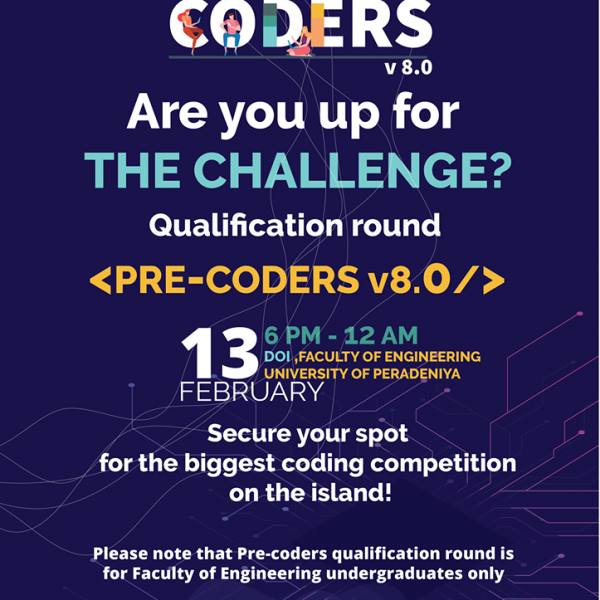 CODERS
v 8.0
Are you up for
THE CHALLENGE?
Qualification round
<PRE-CODERS v8.0/>
13
FEBRUARY
6 PM - 12 AM
DOI ,FACULTY OF ENGINEERING
UNIVERSITY OF PERADENIYA
Secure your spot
for the biggest coding competition
on the island!
Please note that Pre-coders qualification round is
for Faculty of Engineering undergraduates only